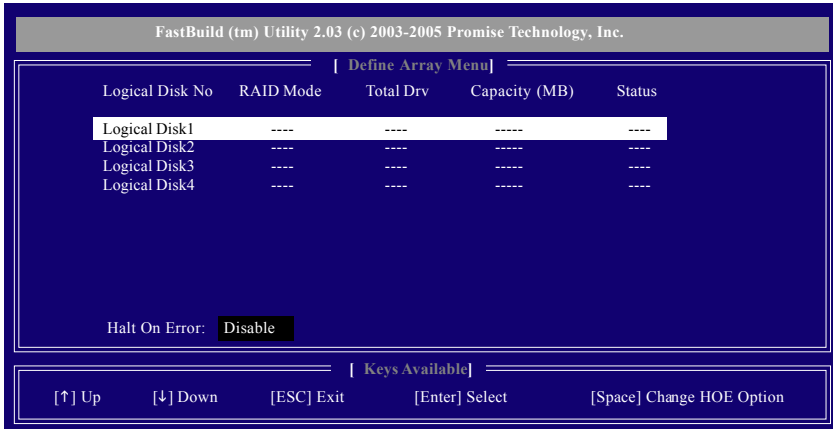 FastBuild (tm) Utility 2.03 (c) 2003-2005 Promise Technology, Inc.
[ Define Array Menu]
Logical Disk No RAID Mode Total Drv Capacity (MB) Status
Logical Disk1 ---- ---- ----- ----
Logical Disk2 ---- ---- ----- ----
Logical Disk3 ---- ---- ----- ----
Logical Disk4 ---- ---- ----- ----
Halt On Error: Disable
[ Keys Available]
[↑] Up [↓] Down [ESC] Exit [Enter] Select [Space] Change HOE Option